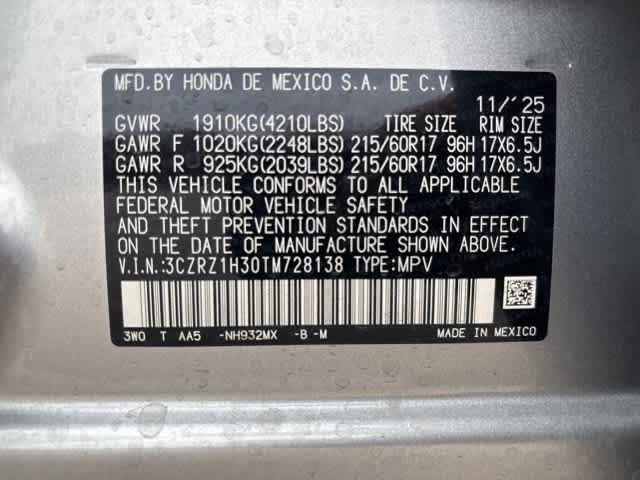 MFD.BY HONDA DE MEXICO S.A. DE C.V.
11/'25
GVWR 1910KG(4210LBS) TIRE SIZE RIM SIZE
GAWR F 1020KG(2248LBS) 215/60R17 96H 17X6.5J
GAWR R 925KG(2039LBS) 215/60R17 96H 17X6.5J
THIS VEHICLE CONFORMS TO ALL APPLICABLE
FEDERAL MOTOR VEHICLE SAFETY
AND THEFT PREVENTION STANDARDS IN EFFECT
ON THE DATE OF MANUFACTURE SHOWN ABOVE.
V.I.N.:3CZRZ1H30TM728138 TYPE:MPV
3W0 T AA5 -NH932MX -B -M MADE IN MEXICO